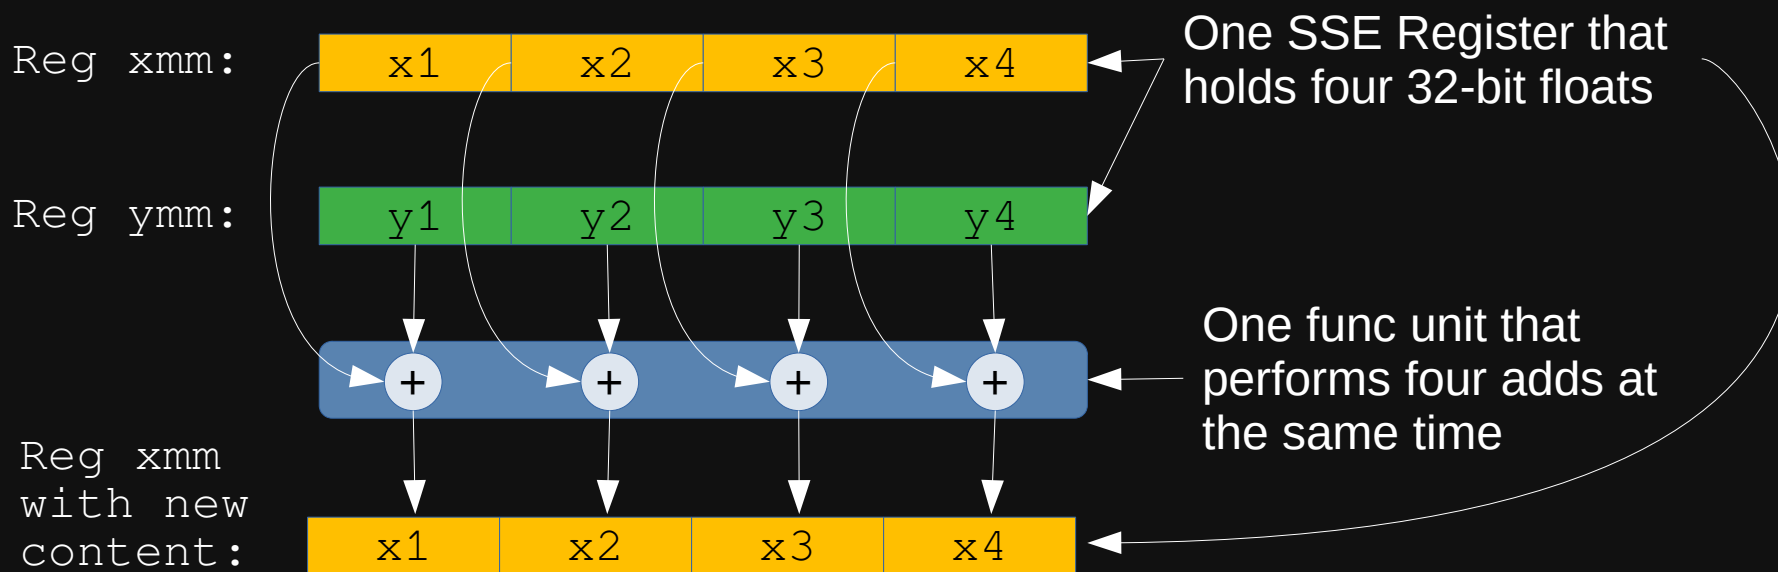 Reg xmm:
x1 x2 x3 x4
One SSE Register that
holds four 32-bit floats
Reg ymm:
y1 y2 y3 y4
+ + + +
One func unit that
performs four adds at
the same time
Reg xmm
with new
content:
x1 x2 x3 x4